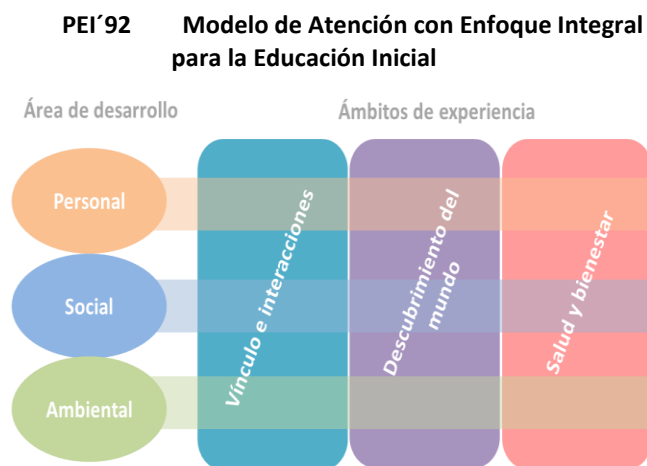 PEI´92 Modelo de Atención con Enfoque Integral
para la Educación Inicial
Área de desarrollo
Ámbitos de experiencia
Personal
Social
Ambiental
Vínculo e interacciones
Descubrimiento del
mundo
Salud y bienestar